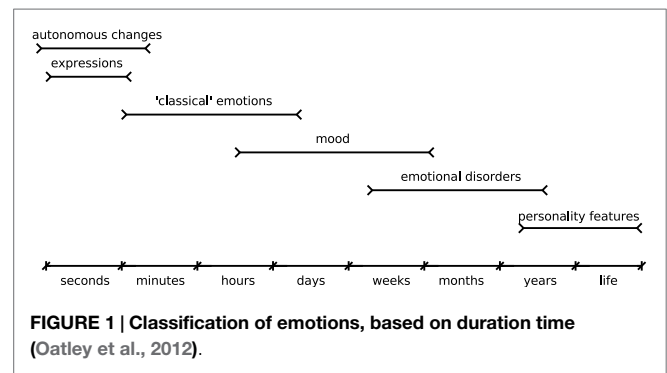 autonomous changes
expressions
'classical' emotions
mood
emotional disorders
personality features
seconds minutes hours days weeks months years life
FIGURE 1 | Classification of emotions, based on duration time
(Oatley et al., 2012).